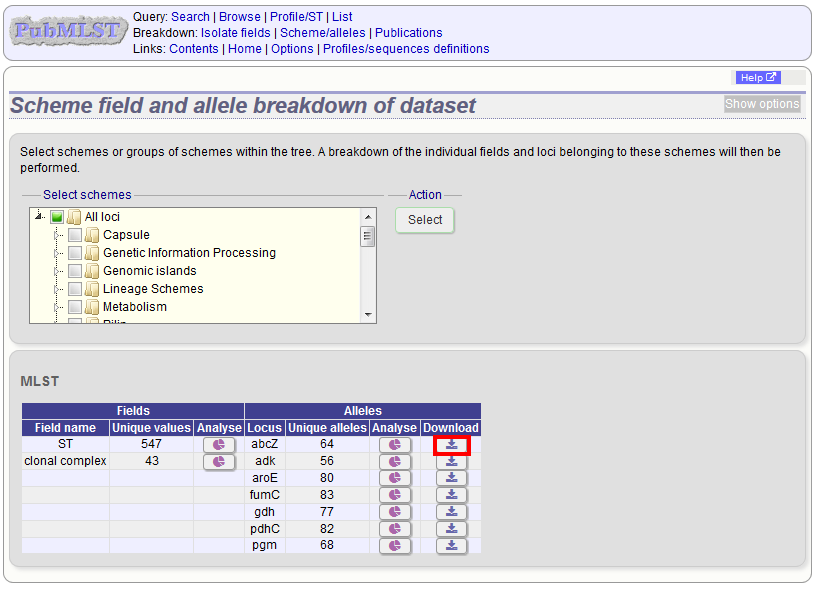 PubMLST
Query: Search | Browse | Profile/ST | List
Breakdown: Isolate fields | Scheme/alleles | Publications
Links: Contents | Home | Options | Profiles/sequences definitions
Help
Scheme field and allele breakdown of dataset
Show options
Select schemes or groups of schemes within the tree. A breakdown of the individual fields and loci belonging to these schemes will then be
performed.
Select schemes
Action
All loci
Select
Capsule
Genetic Information Processing
Genomic islands
Lineage Schemes
Metabolism
MLST
Fields Alleles
Field name Unique values Analyse Locus Unique alleles Analyse Download
ST 547 abcZ 64
clonal complex 43 adk 56
aroE 80
fumC 83
gdh 77
pdhC 82
pgm 68